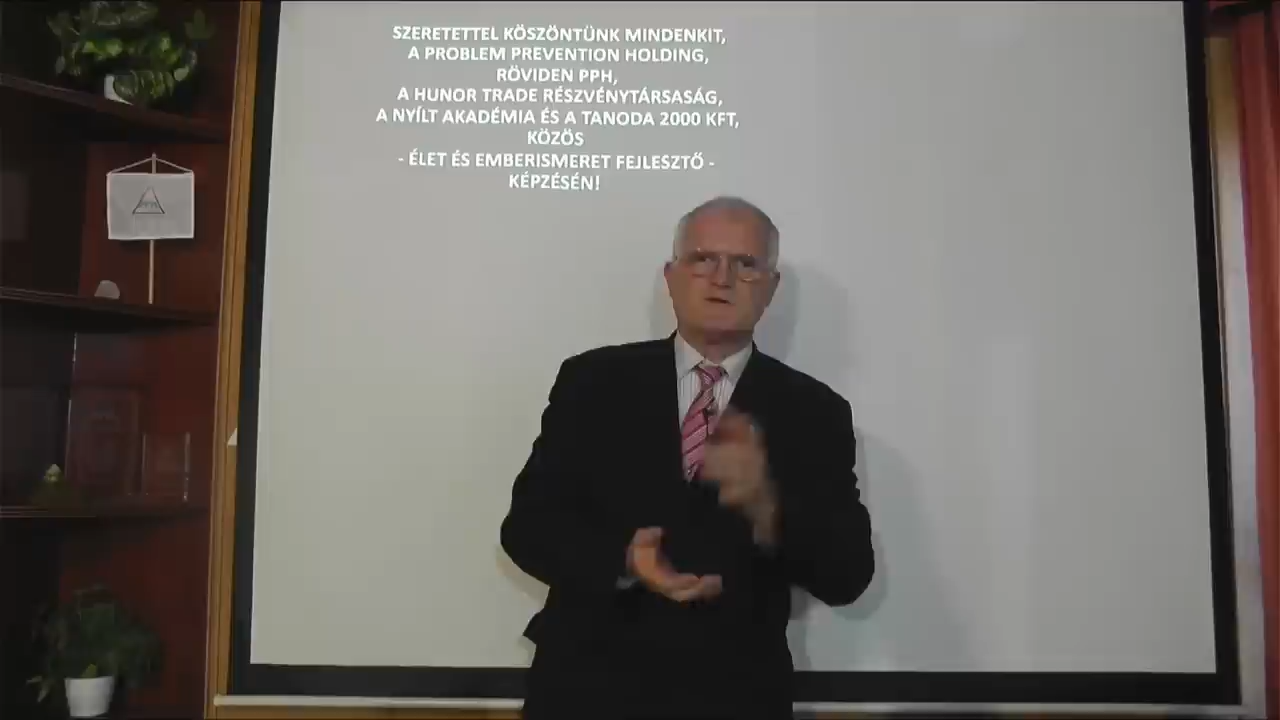 SZERETETTEL KÖSZÖNTÜNK MINDENKIT,
A PROBLEM PREVENTION HOLDING,
RÖVIDEN PPH,
A HUNOR TRADE RÉSZVÉNYTÁRSASÁG,
A NYÍLT AKADÉMIA ÉS A TANODA 2000 KFT,
KÖZÖS
- ÉLET ÉS EMBERISMERET FEJLESZTŐ -
KÉPZÉSÉN!